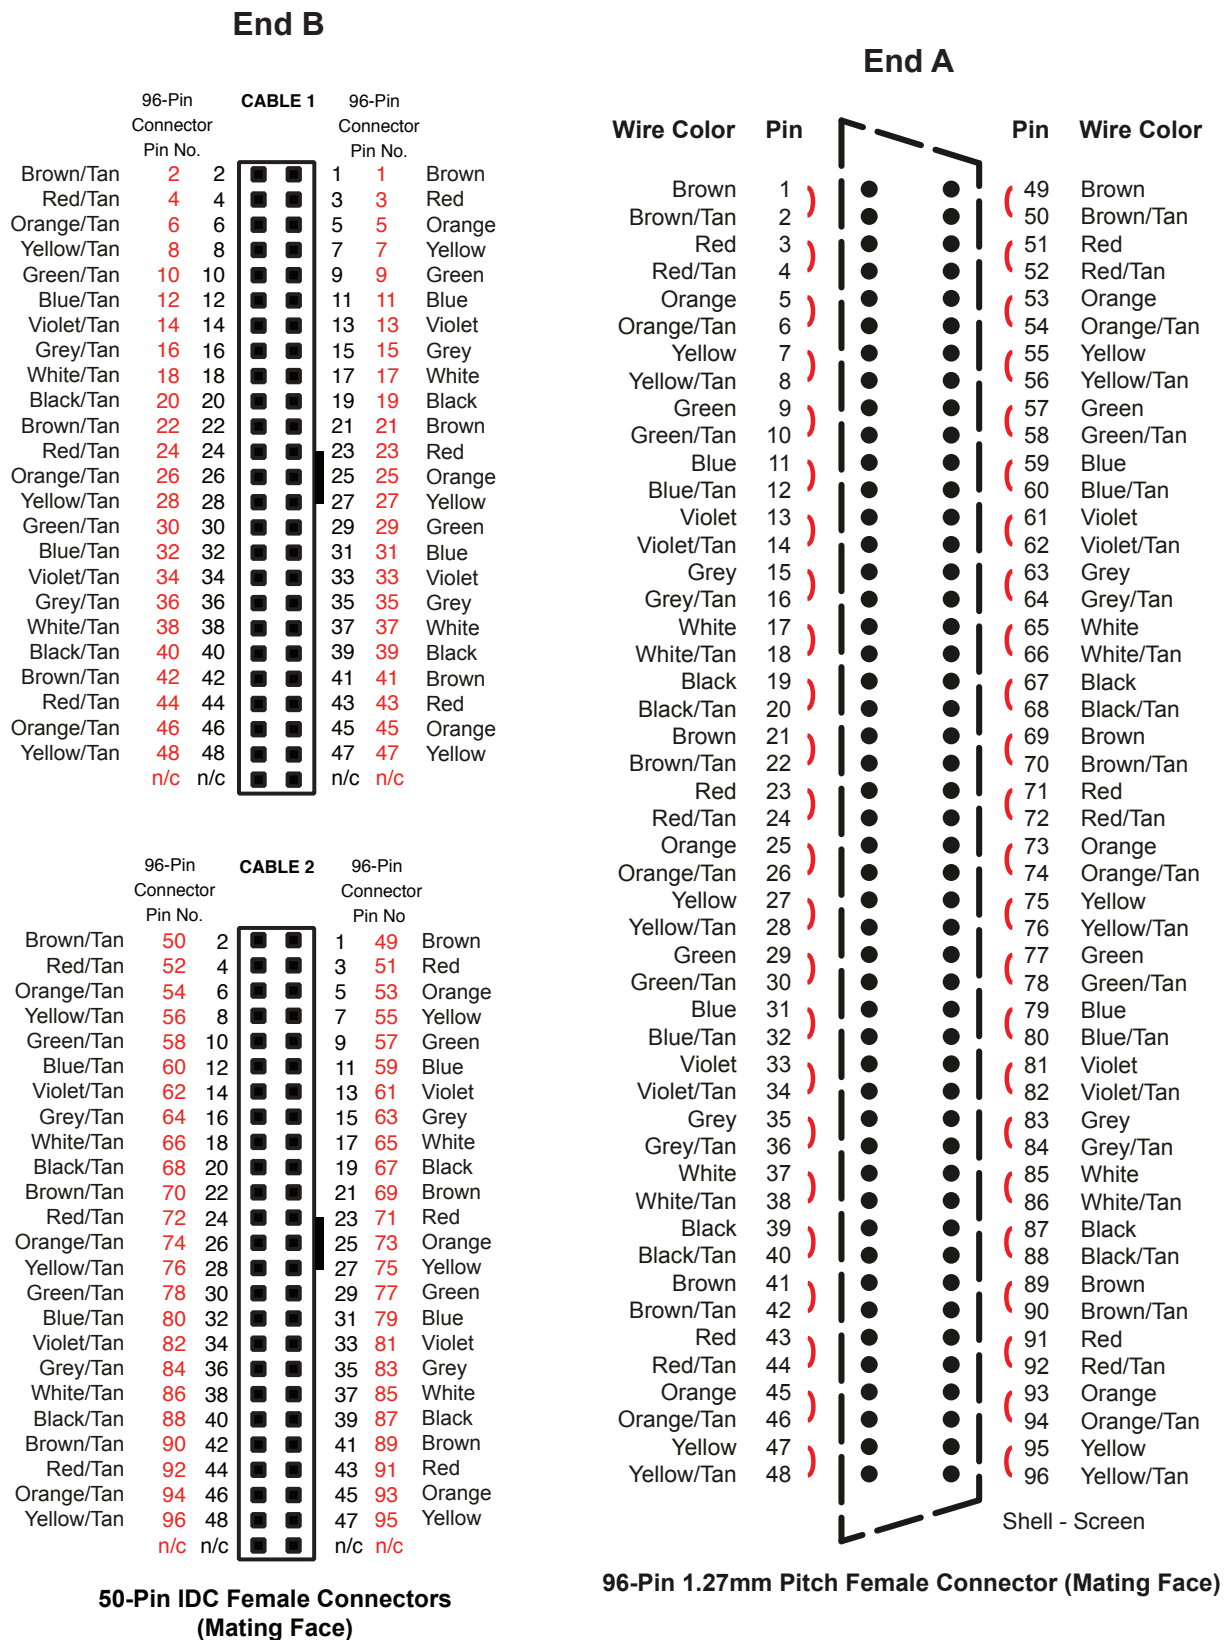 End B
96-Pin CABLE 1 96-Pin
Connector Connector
Pin No. Pin No.
Brown/Tan 2 2 1 1 Brown
Red/Tan 4 4 3 3 Red
Orange/Tan 6 6 5 5 Orange
Yellow/Tan 8 8 7 7 Yellow
Green/Tan 10 10 9 9 Green
Blue/Tan 12 12 11 11 Blue
Violet/Tan 14 14 13 13 Violet
Grey/Tan 16 16 15 15 Grey
White/Tan 18 18 17 17 White
Black/Tan 20 20 19 19 Black
Brown/Tan 22 22 21 21 Brown
Red/Tan 24 24 23 23 Red
Orange/Tan 26 26 25 25 Orange
Yellow/Tan 28 28 27 27 Yellow
Green/Tan 30 30 29 29 Green
Blue/Tan 32 32 31 31 Blue
Violet/Tan 34 34 33 33 Violet
Grey/Tan 36 36 35 35 Grey
White/Tan 38 38 37 37 White
Black/Tan 40 40 39 39 Black
Brown/Tan 42 42 41 41 Brown
Red/Tan 44 44 43 43 Red
Orange/Tan 46 46 45 45 Orange
Yellow/Tan 48 48 47 47 Yellow
n/c n/c n/c n/c
96-Pin CABLE 2 96-Pin
Connector Connector
Pin No. Pin No
Brown/Tan 50 2 1 49 Brown
Red/Tan 52 4 3 51 Red
Orange/Tan 54 6 5 53 Orange
Yellow/Tan 56 8 7 55 Yellow
Green/Tan 58 10 9 57 Green
Blue/Tan 60 12 11 59 Blue
Violet/Tan 62 14 13 61 Violet
Grey/Tan 64 16 15 63 Grey
White/Tan 66 18 17 65 White
Black/Tan 68 20 19 67 Black
Brown/Tan 70 22 21 69 Brown
Red/Tan 72 24 23 71 Red
Orange/Tan 74 26 25 73 Orange
Yellow/Tan 76 28 27 75 Yellow
Green/Tan 78 30 29 77 Green
Blue/Tan 80 32 31 79 Blue
Violet/Tan 82 34 33 81 Violet
Grey/Tan 84 36 35 83 Grey
White/Tan 86 38 37 85 White
Black/Tan 88 40 39 87 Black
Brown/Tan 90 42 41 89 Brown
Red/Tan 92 44 43 91 Red
Orange/Tan 94 46 45 93 Orange
Yellow/Tan 96 48 47 95 Yellow
n/c n/c n/c n/c
50-Pin IDC Female Connectors
(Mating Face)
End A
Wire Color Pin Pin Wire Color
Brown 1 49 Brown
Brown/Tan 2 50 Brown/Tan
Red 3 51 Red
Red/Tan 4 52 Red/Tan
Orange 5 53 Orange
Orange/Tan 6 54 Orange/Tan
Yellow 7 55 Yellow
Yellow/Tan 8 56 Yellow/Tan
Green 9 57 Green
Green/Tan 10 58 Green/Tan
Blue 11 59 Blue
Blue/Tan 12 60 Blue/Tan
Violet 13 61 Violet
Violet/Tan 14 62 Violet/Tan
Grey 15 63 Grey
Grey/Tan 16 64 Grey/Tan
White 17 65 White
White/Tan 18 66 White/Tan
Black 19 67 Black
Black/Tan 20 68 Black/Tan
Brown 21 69 Brown
Brown/Tan 22 70 Brown/Tan
Red 23 71 Red
Red/Tan 24 72 Red/Tan
Orange 25 73 Orange
Orange/Tan 26 74 Orange/Tan
Yellow 27 75 Yellow
Yellow/Tan 28 76 Yellow/Tan
Green 29 77 Green
Green/Tan 30 78 Green/Tan
Blue 31 79 Blue
Blue/Tan 32 80 Blue/Tan
Violet 33 81 Violet
Violet/Tan 34 82 Violet/Tan
Grey 35 83 Grey
Grey/Tan 36 84 Grey/Tan
White 37 85 White
White/Tan 38 86 White/Tan
Black 39 87 Black
Black/Tan 40 88 Black/Tan
Brown 41 89 Brown
Brown/Tan 42 90 Brown/Tan
Red 43 91 Red
Red/Tan 44 92 Red/Tan
Orange 45 93 Orange
Orange/Tan 46 94 Orange/Tan
Yellow 47 95 Yellow
Yellow/Tan 48 96 Yellow/Tan
Shell - Screen
96-Pin 1.27mm Pitch Female Connector (Mating Face)